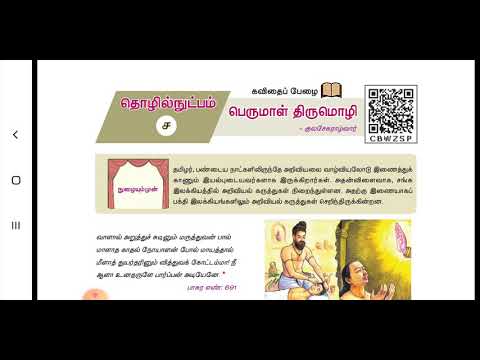 கவிதைப் பேழை
தொழில்நுட்பம்
ச
பெருமாள் திருமொழி
- குலசேகராழ்வார்
CBWZSP
நுழையும்முன்
தமிழர், பண்டைய நாட்களிலிருந்தே அறிவியலை வாழ்வியலோடு இணைத்துக்
காணும் இயல்புடையவர்களாக இருக்கிறார்கள். அதன்விளைவாக, சங்க
இலக்கியத்தில் அறிவியல் கருத்துகள் நிறைந்துள்ளன. அதற்கு இணையாகப்
பக்தி இலக்கியங்களிலும் அறிவியல் கருத்துகள் செறிந்திருக்கின்றன.
வாளால் அறுத்துச் சுடினும் மருத்துவன் பால்
மாளாத காதல் நோயாளன் போல் மாயத்தால்
மீளாத் துயர்தரினும் வித்துவக் கோட்டம்மா! நீ
ஆளா உனதருளே பார்ப்பன் அடியேனே. *
பாசுர எண்: 691